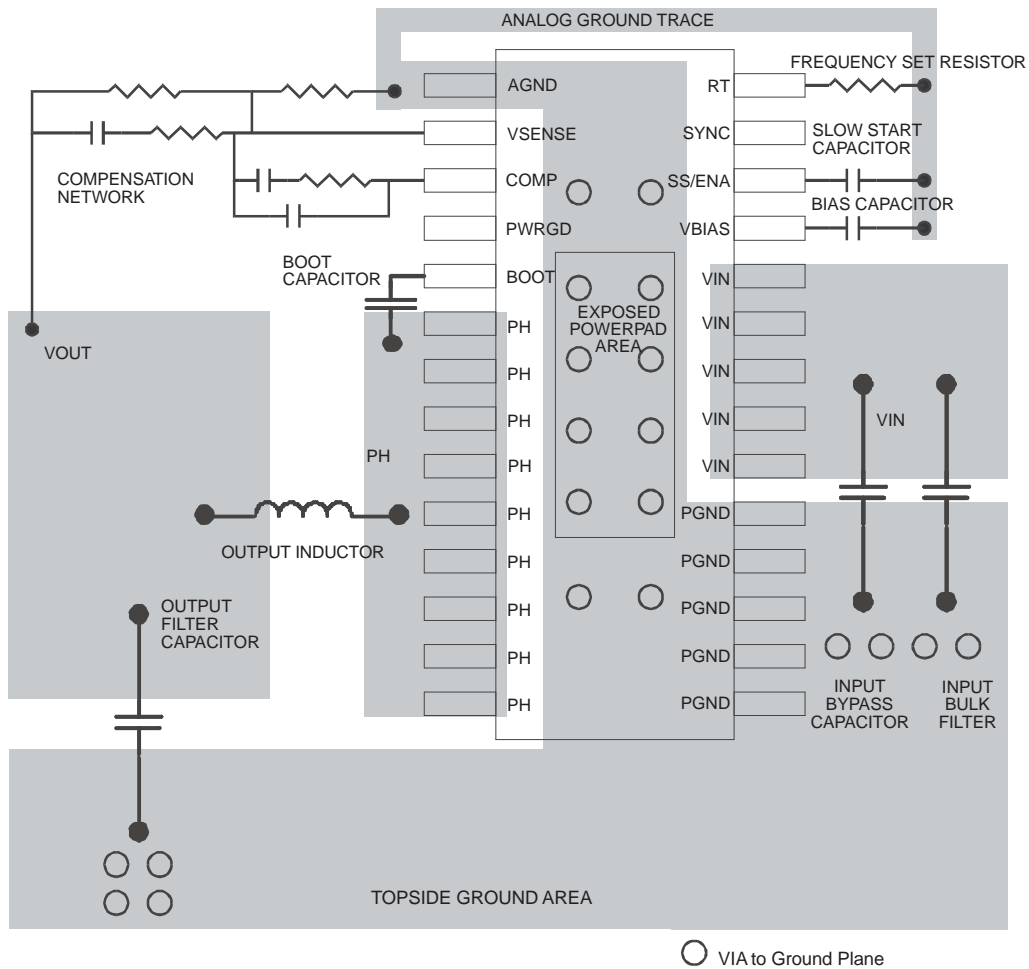 ANALOG GROUND TRACE
FREQUENCY SET RESISTOR
AGND
RT
VSENSE
SYNC
SLOW START
CAPACITOR
COMPENSATION
NETWORK
COMP
SS/ENA
BIAS CAPACITOR
PWRGD
VBIAS
BOOT
CAPACITOR
BOOT
VIN
EXPOSED
POWERPAD
AREA
VOUT
PH
VIN
PH
VIN
PH
VIN
VIN
PH
PH
VIN
PH
PGND
OUTPUT INDUCTOR
PH
PGND
OUTPUT
FILTER
CAPACITOR
PH
PGND
PH
PGND
INPUT
BYPASS
CAPACITOR
INPUT
BULK
FILTER
PH
PGND
TOPSIDE GROUND AREA
VIA to Ground Plane